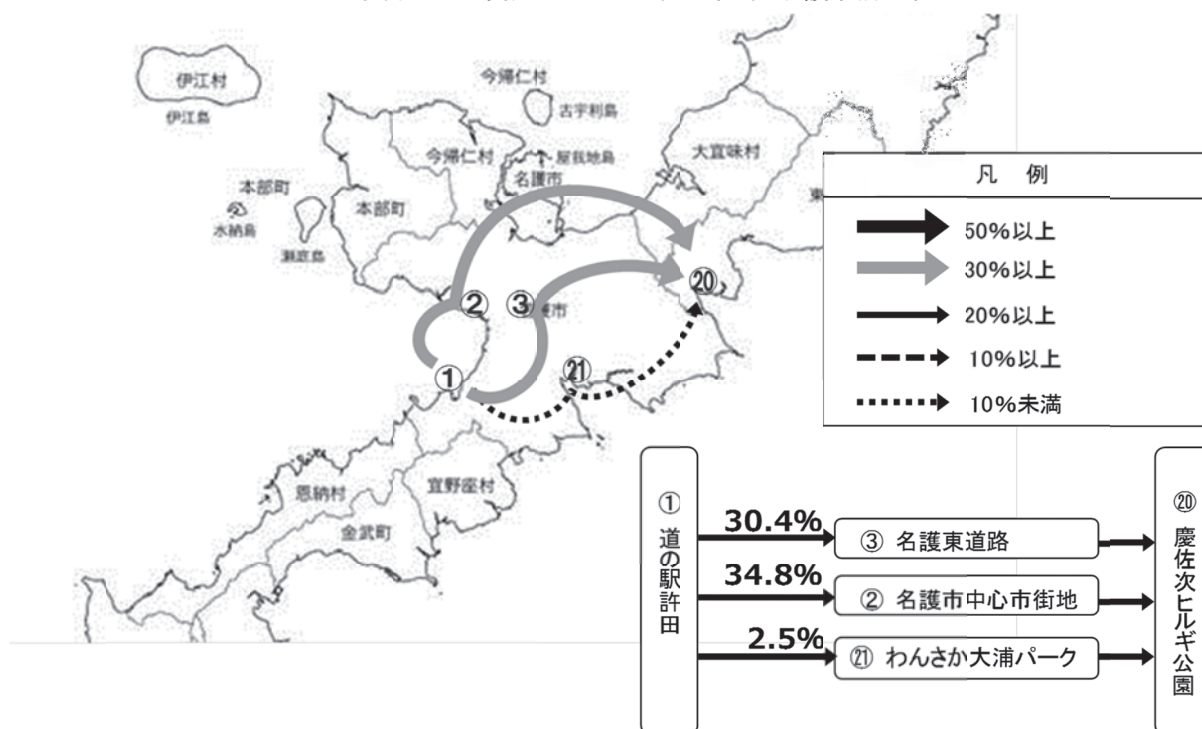 今帰仁村
伊江村
古宇利島
伊江島
大宜味村
今帰仁村
屋我地島
名護市
本部町
本部町
水納島
瀬底島
凡 例
50%以上
30%以上
20%以上
10%以上
10%未満
東
⑳
②
③
護市
㉑
①
恩納村
宜野座村
金武町
① 道の駅許田
30.4%
③ 名護東道路
34.8%
② 名護市中心市街地
2.5%
㉑ わんさか大浦パーク
⑳ 慶佐次ヒルギ公園